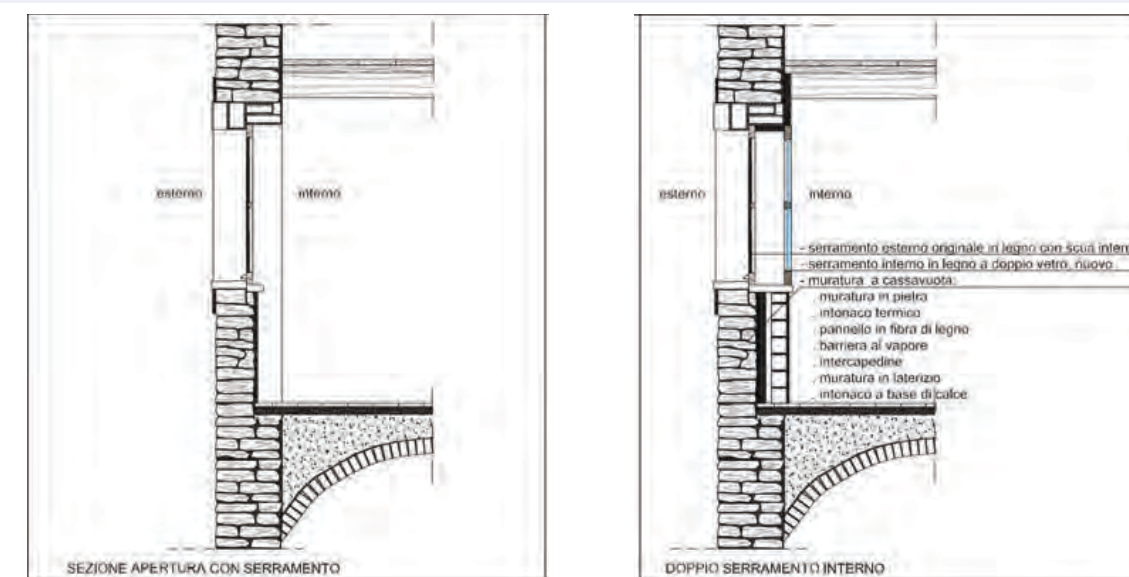 esterno
interno
SEZIONE APERTURA CON SERRAMENTO
esterno
interno
- serramento esterno originale in legno con scuri
- serramento interno in legno a doppio vetro, nuovo
- muratura a cassavuota:
. muratura in pietra
. intonaco termico
. pannello in fibra di legno
. barriera al vapore
. intercapedine
. muratura in laterizio
. intonaco a base di calce
DOPPIO SERRAMENTO INTERNO